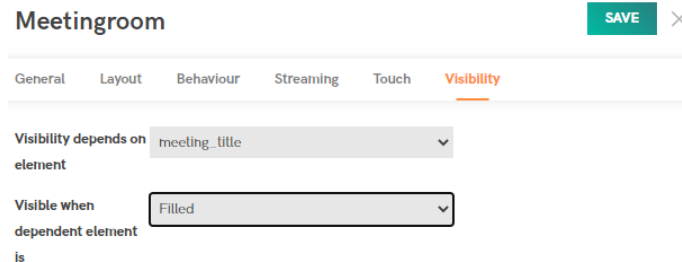 Meetingroom
SAVE
General Layout Behaviour Streaming Touch Visibility
Visibility depends on
element
meeting_title
Visible when
dependent element
is
Filled